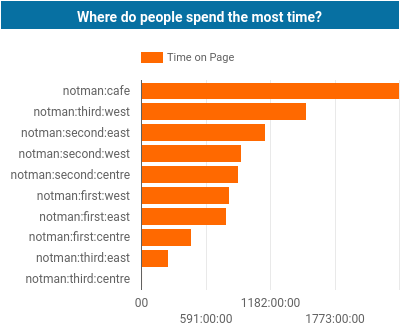 Where do people spend the most time?
Time on Page
notman:cafe
notman:third:west
notman:second:east
notman:second:west
notman:second:centre
notman:first:west
notman:first:east
notman:first:centre
notman:third:east
notman:third:centre
00
1182:00:00
591:00:00
1773:00:00